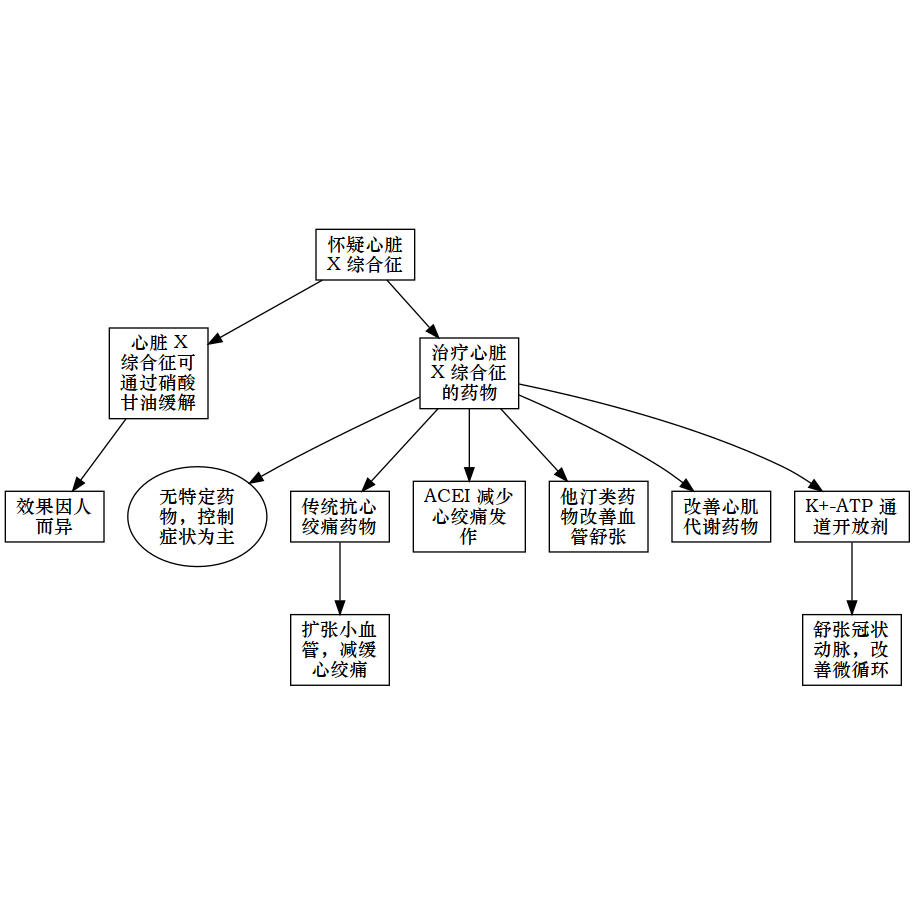 怀疑心脏
X 综合征
心脏 X
综合征可
通过硝酸
甘油缓解
治疗心脏
X 综合征
的药物
效果因人
而异
无特定药
物，控制
症状为主
传统抗心
绞痛药物
ACEI 减少
心绞痛发
作
他汀类药
物改善血
管舒张
改善心肌
代谢药物
K+-ATP 通
道开放剂
扩张小血
管，减缓
心绞痛
舒张冠状
动脉，改
善微循环